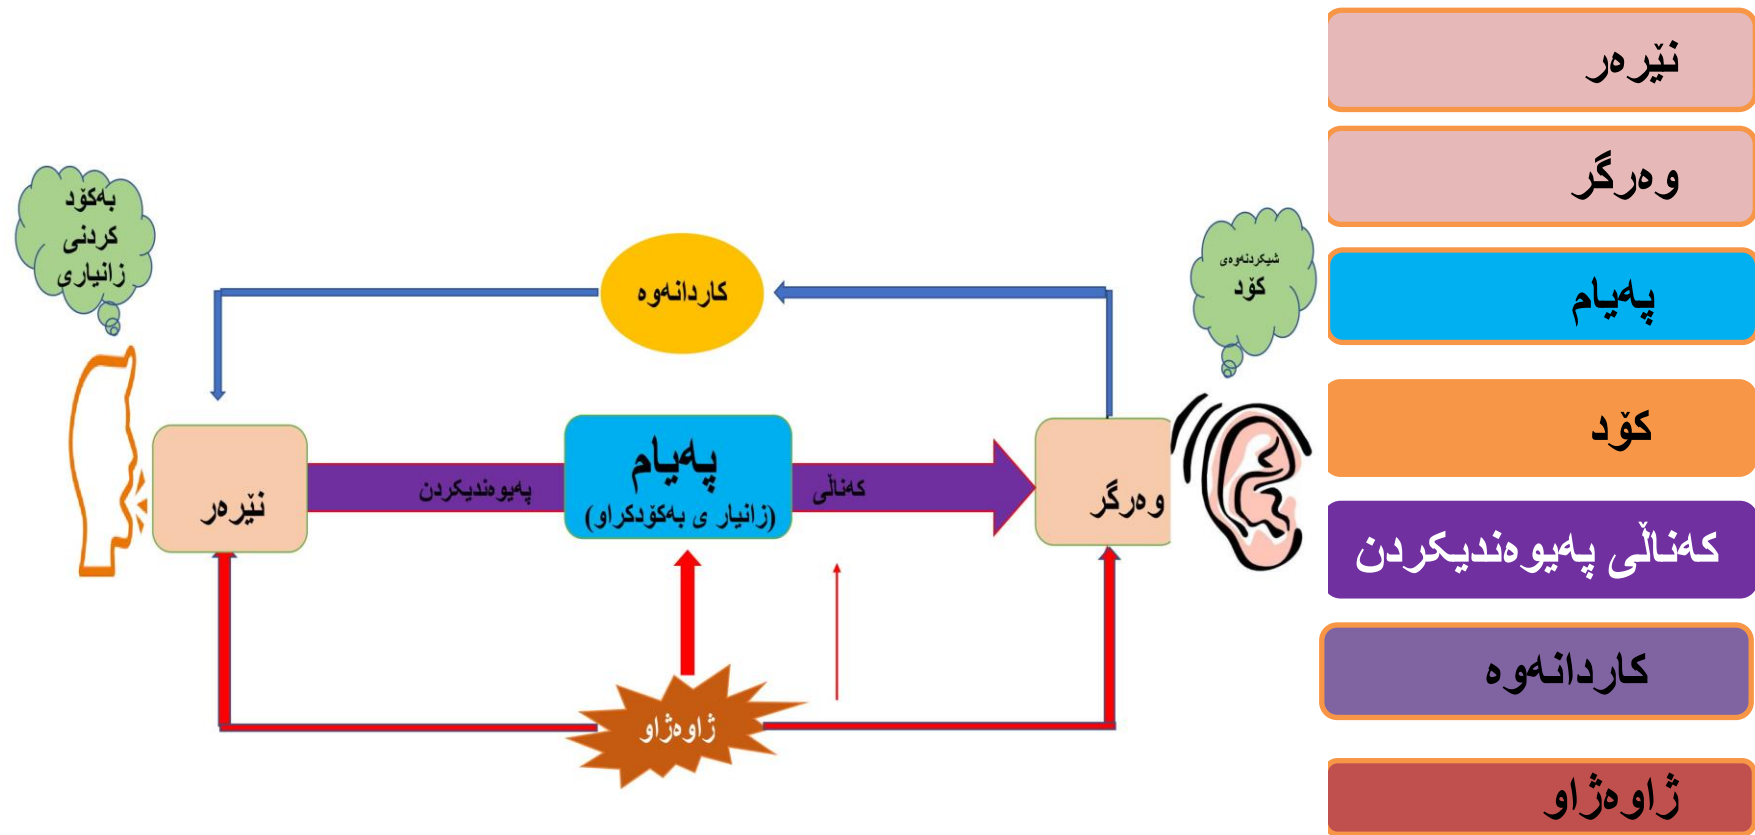 نێرەر
وەرگر
پەیام
کۆد
کەناڵی پەیوەندیکردن
کاردانەوە
ژاوەژاو
شیکردنەوەی
کۆد
بەکۆد
کردنی
زانیاری
کاردانەوە
وەرگر
کەناڵی
پەیام
(زانیار ی بەکۆدکراو)
پەیوەندیکردن
نێرەر
ژاوەژاو